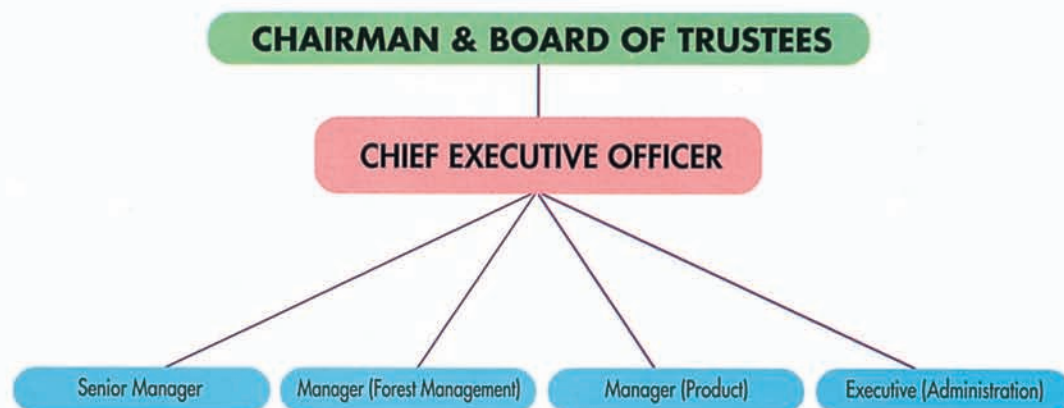 CHAIRMAN & BOARD OF TRUSTEES
CHIEF EXECUTIVE OFFICER
Senior Manager
Manager (Forest Management)
Manager (Product)
Executive (Administration)